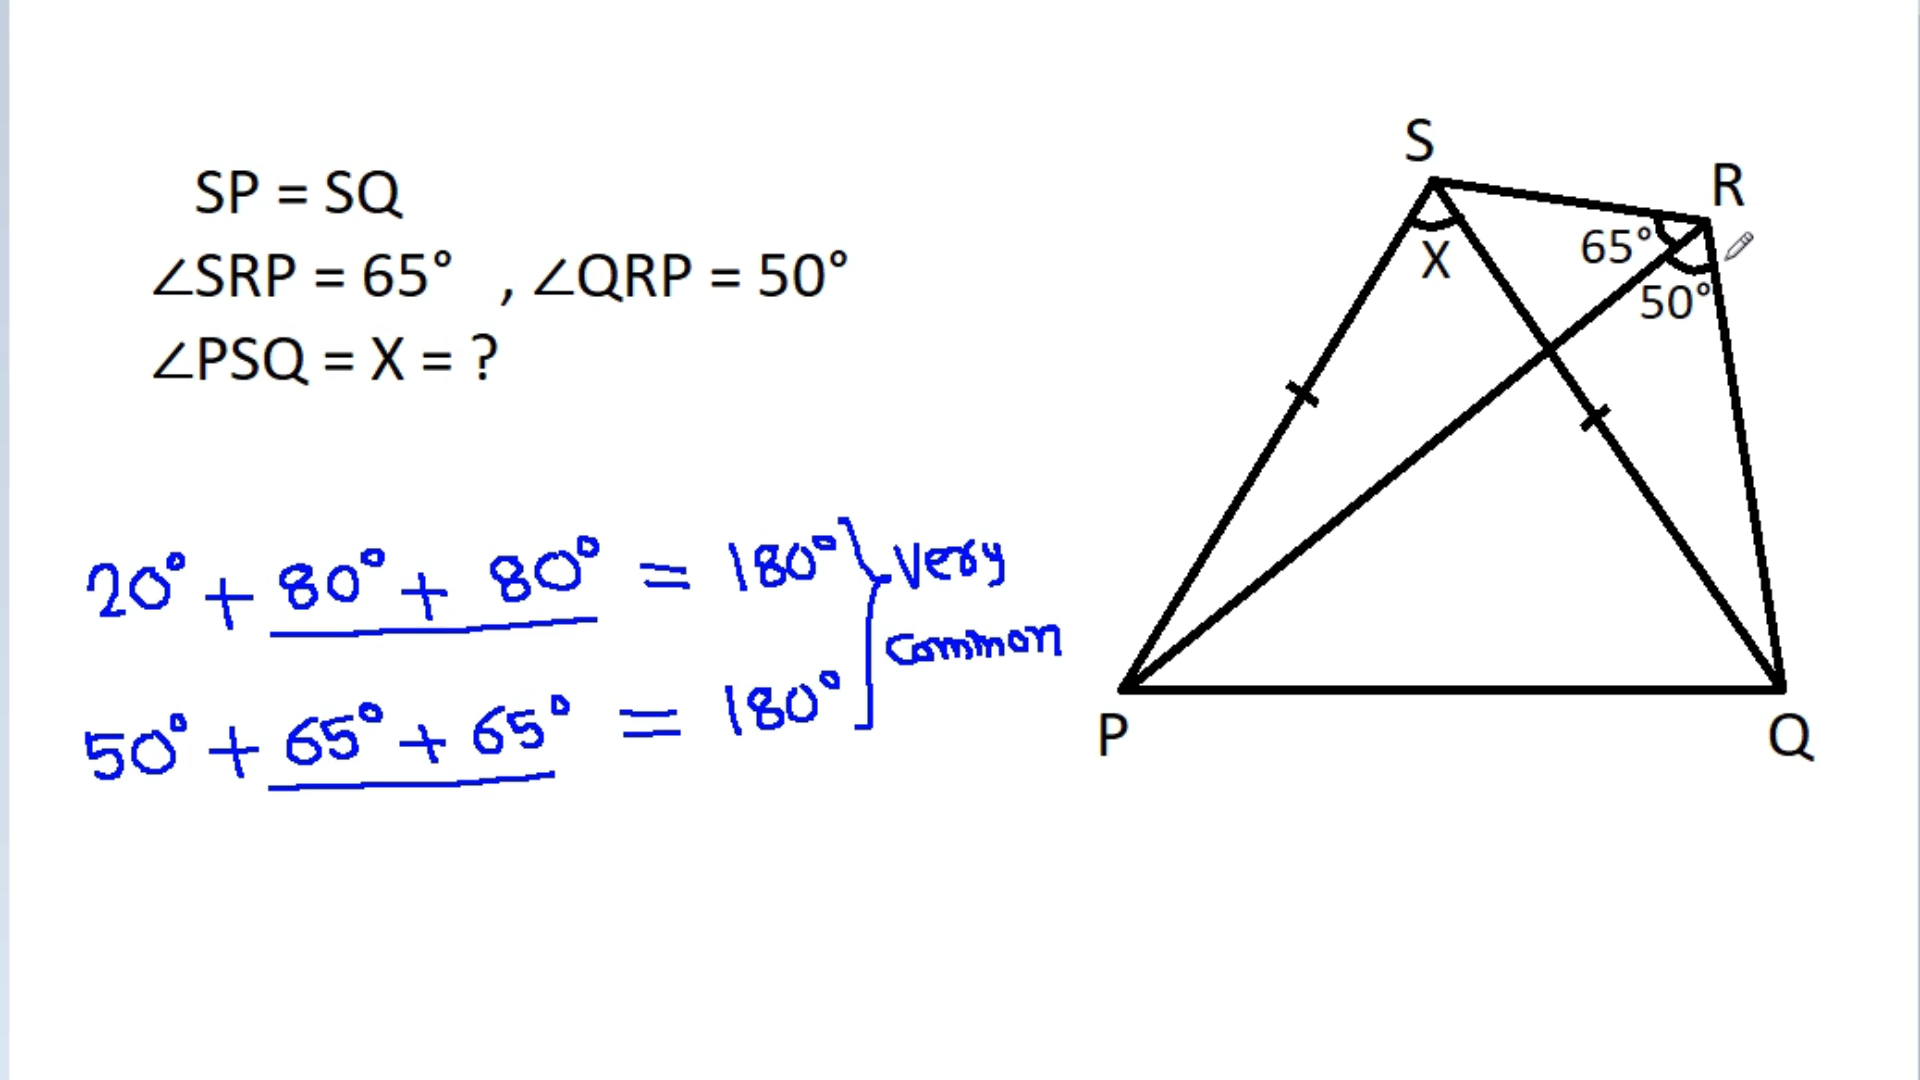 SP = SQ
∠SRP = 65° , ∠QRP = 50°
∠PSQ = X = ?
20° + 80° + 80° = 180°
50° + 65° + 65° = 180°
Very
Common
S
R
65°
X
50°
P
Q